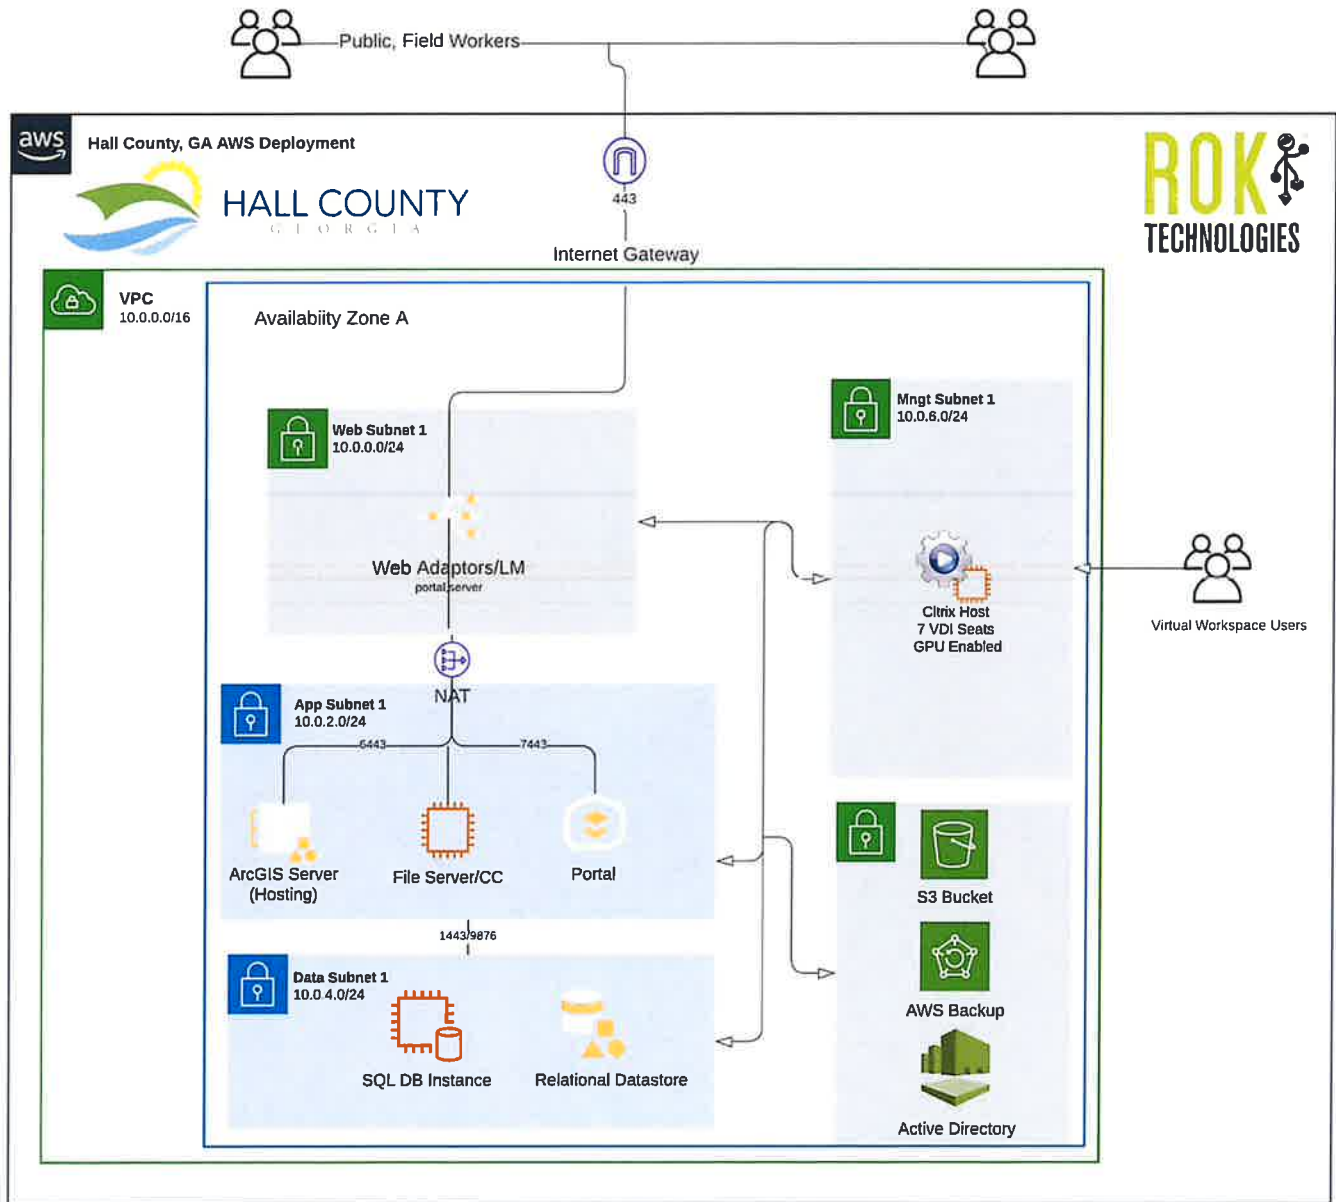 Public, Field Workers
aws
Hall County, GA AWS Deployment
HALL COUNTY
GEORGIA
ROK
TECHNOLOGIES
443
Internet Gateway
VPC
10.0.0.0/16
Availabiity Zone A
Web Subnet 1
10.0.0.0/24
Mngt Subnet 1
10.0.6.0/24
Web Adaptors/LM
portal,server
Citrix Host
7 VDI Seats
GPU Enabled
Virtual Workspace Users
NAT
App Subnet 1
10.0.2.0/24
6443
7443
ArcGIS Server
(Hosting)
File Server/CC
Portal
S3 Bucket
1443/9876
Data Subnet 1
10.0.4.0/24
AWS Backup
SQL DB Instance
Relational Datastore
Active Directory